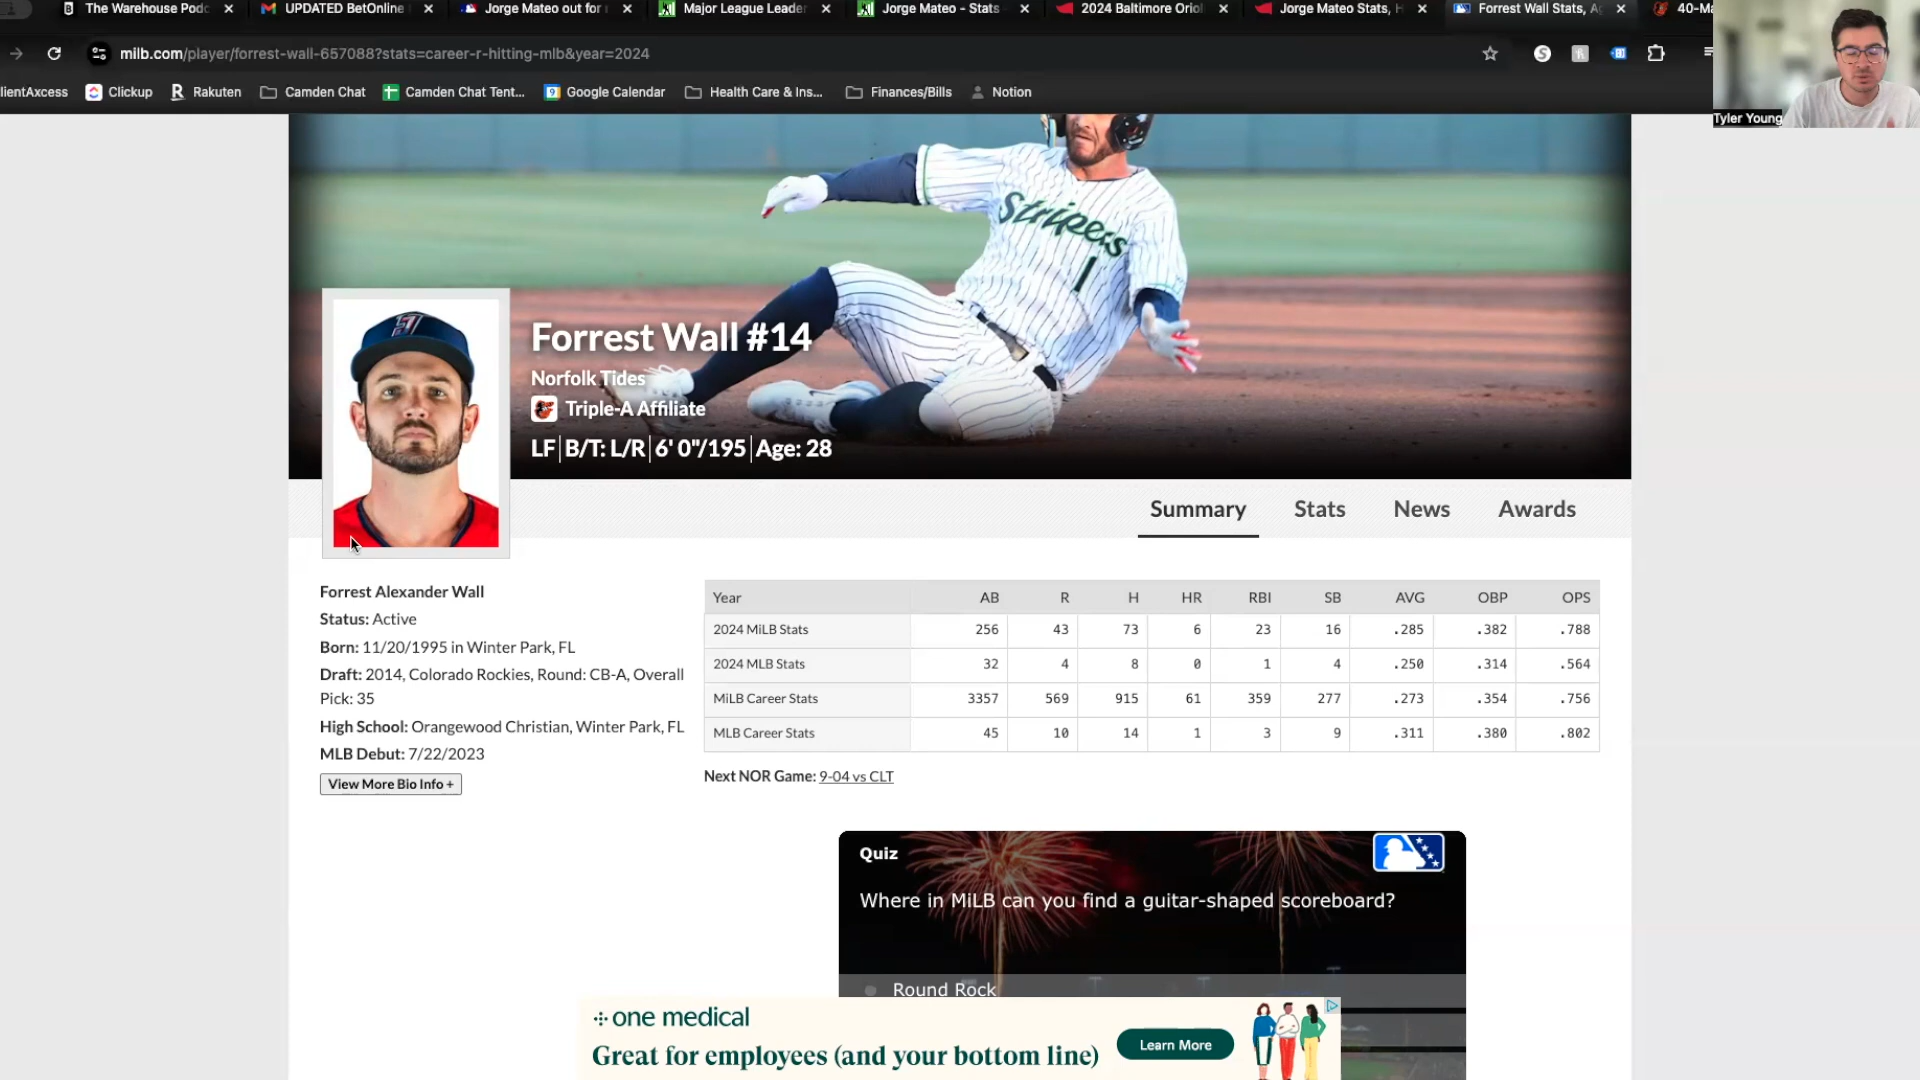 The Warehouse Podc
UPDATED BetOnline
Jorge Mateo out for
Major League Leader
Jorge Mateo - Stats
2024 Baltimore Oriol
Jorge Mateo Stats, H
Forrest Wall Stats, Ag
40-Ma
milb.com/player/forrest-wall-657088?stats=career-r-hitting-mlb&year=2024
lientAxcess
Clickup
Rakuten
Camden Chat
Camden Chat Tent...
Google Calendar
Health Care & Ins...
Finances/Bills
Notion
Tyler Young
Stripers
1
Forrest Wall #14
Norfolk Tides
Triple-A Affiliate
LF|B/T: L/R|6' 0"/195|Age: 28
Summary Stats News Awards
Forrest Alexander Wall
Status: Active
Born: 11/20/1995 in Winter Park, FL
Draft: 2014, Colorado Rockies, Round: CB-A, Overall
Pick: 35
High School: Orangewood Christian, Winter Park, FL
MLB Debut: 7/22/2023
View More Bio Info +
Year AB R H HR RBI SB AVG OBP OPS
2024 MiLB Stats 256 43 73 6 23 16 .285 .382 .788
2024 MLB Stats 32 4 8 0 1 4 .250 .314 .564
MiLB Career Stats 3357 569 915 61 359 277 .273 .354 .756
MLB Career Stats 45 10 14 1 3 9 .311 .380 .802
Next NOR Game: 9-04 vs CLT
Quiz
Where in MiLB can you find a guitar-shaped scoreboard?
Round Rock
one medical
Great for employees (and your bottom line)
Learn More